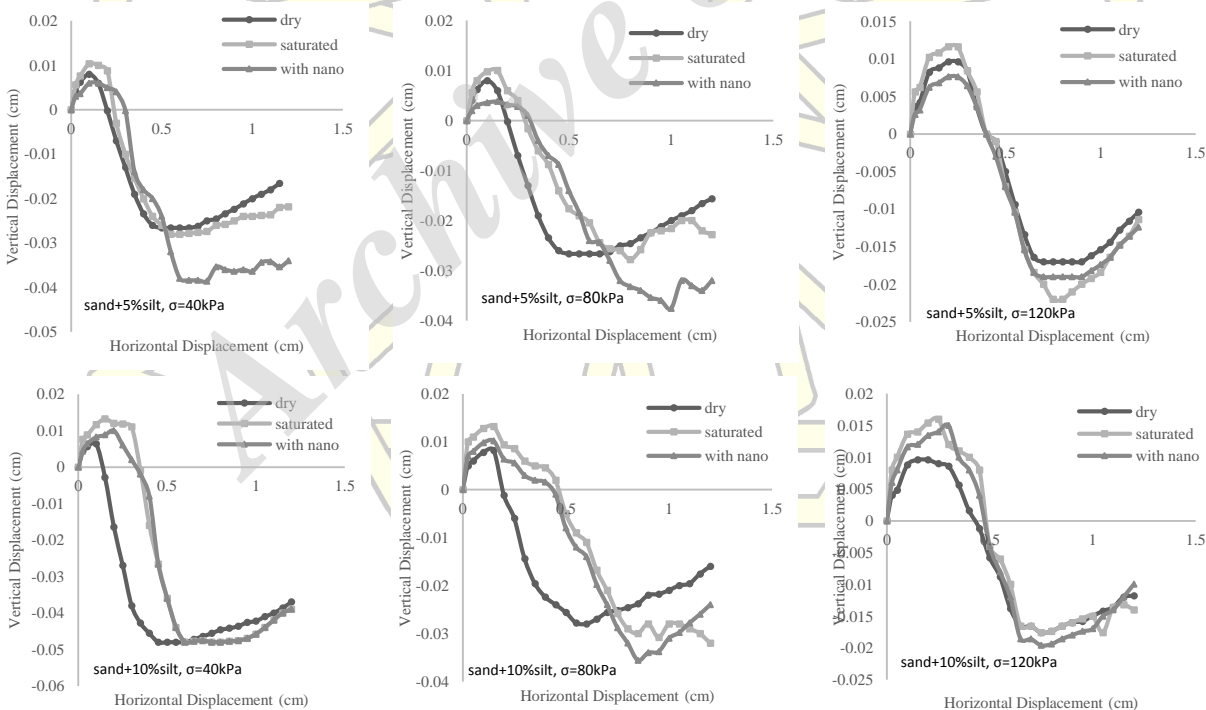 0.02
0.01
0
-0.01
-0.02
-0.03
-0.04
-0.05
0
0.5
1
1.5
dry
saturated
with nano
Vertical Displacement (cm)
Horizontal Displacement (cm)
sand+5%silt, σ=40kPa
0.02
0.01
0
-0.01
-0.02
-0.03
-0.04
0
0.5
1
1.5
dry
saturated
with nano
Vertical Displacement (cm)
Horizontal Displacement (cm)
sand+5%silt, σ=80kPa
0.015
0.01
0.005
0
-0.005
-0.01
-0.015
-0.02
-0.025
0
0.5
1
1.5
dry
saturated
with nano
Vertical Displacement (cm)
Horizontal Displacement (cm)
sand+5%silt, σ=120kPa
0.02
0.01
0
-0.01
-0.02
-0.03
-0.04
-0.05
-0.06
0
0.5
1
1.5
dry
saturated
with nano
Vertical Displacement (cm)
Horizontal Displacement (cm)
sand+10%silt, σ=40kPa
0.02
0.01
0
-0.01
-0.02
-0.03
-0.04
0
0.5
1
1.5
dry
saturated
with nano
Vertical Displacement (cm)
Horizontal Displacement (cm)
sand+10%silt, σ=80kPa
0.02
0.015
0.01
0.005
0
-0.005
-0.01
-0.015
-0.02
-0.025
0
0.5
1
1.5
dry
saturated
with nano
Vertical Displacement (cm)
Horizontal Displacement (cm)
sand+10%silt, σ=120kPa
Archive